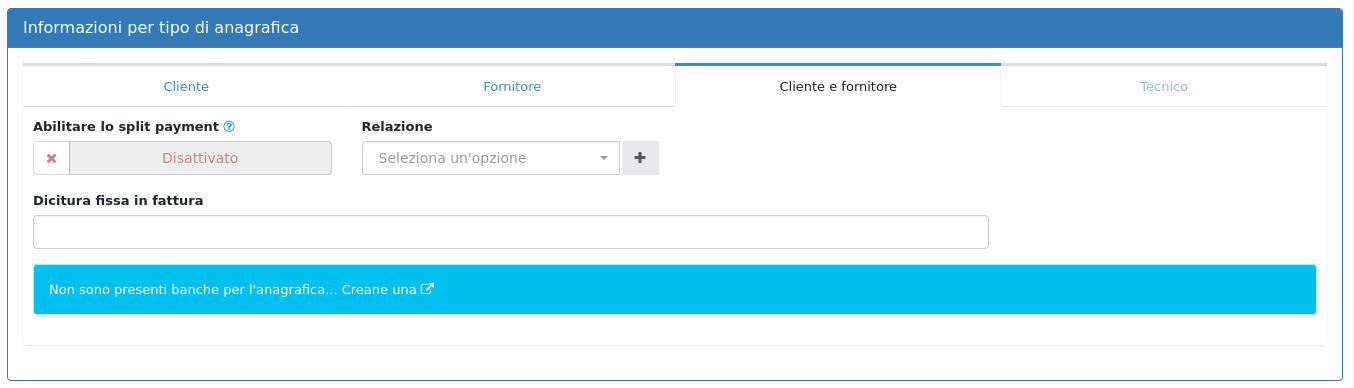 Informazioni per tipo di anagrafica
Cliente
Fornitore
Cliente e fornitore
Tecnico
Abilitare lo split payment
Relazione
Disattivato
Seleziona un'opzione
Dicitura fissa in fattura
Non sono presenti banche per l'anagrafica... Creane una